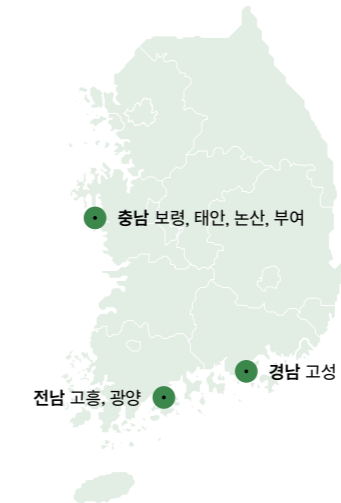 충남 보령, 태안, 논산, 부여
경남 고성
전남 고흥, 광양